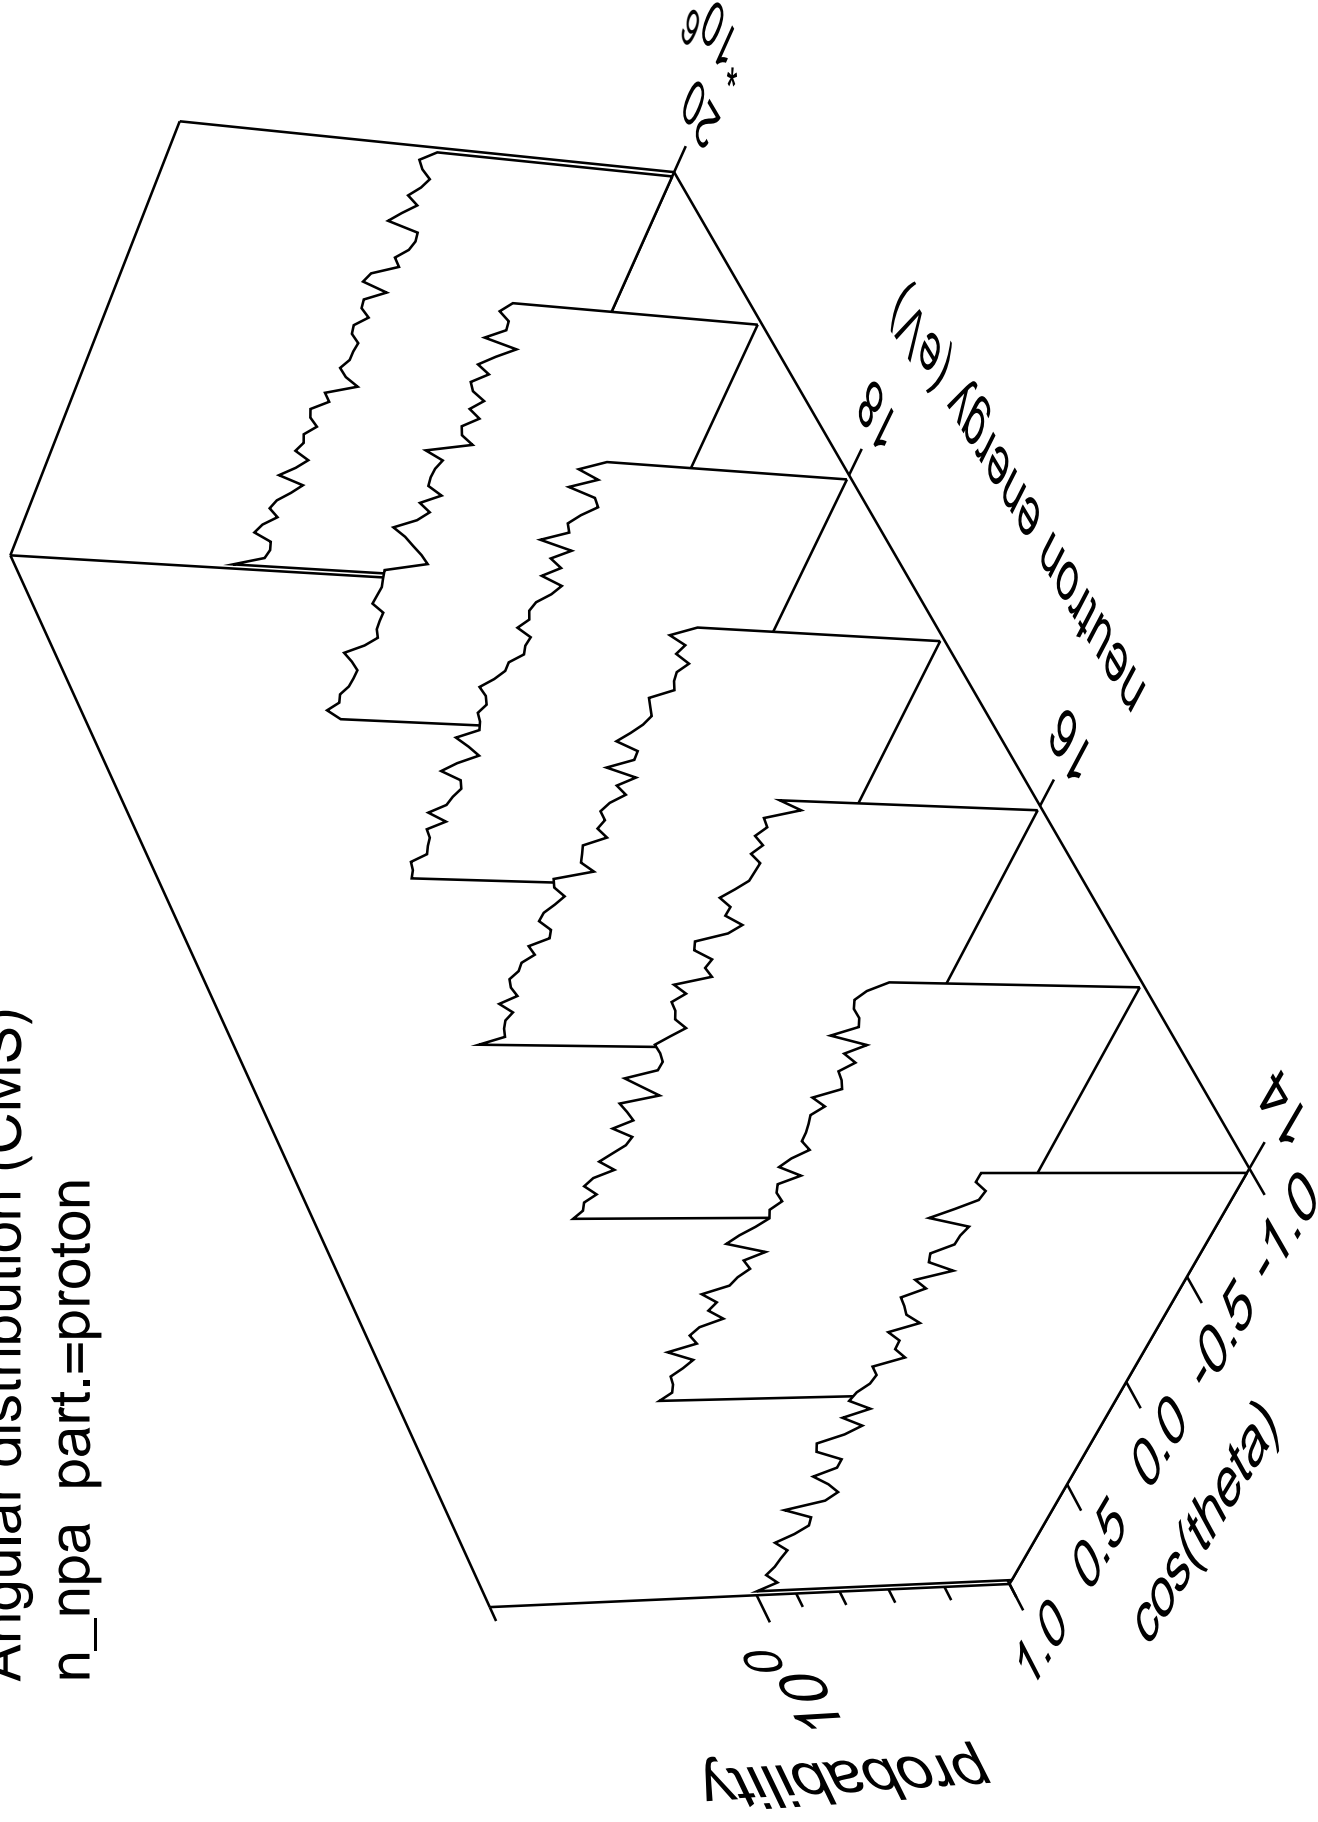 Angular distribution (CMS)
n_npa part.=proton
probability
10^0
1.0
0.5
0.0
-0.5
-1.0
cos(theta)
14
16
18
20
*10^6
neutron energy (eV)